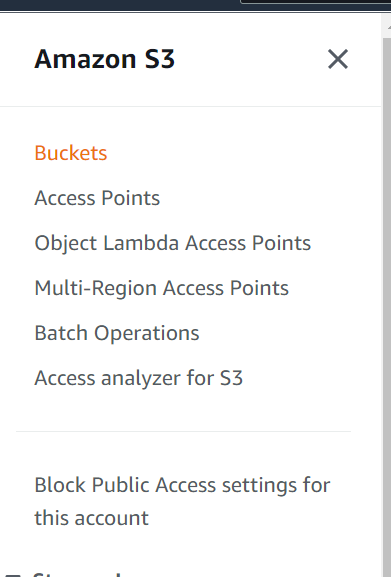 Amazon S3
Buckets
Access Points
Object Lambda Access Points
Multi-Region Access Points
Batch Operations
Access analyzer for S3
Block Public Access settings for
this account